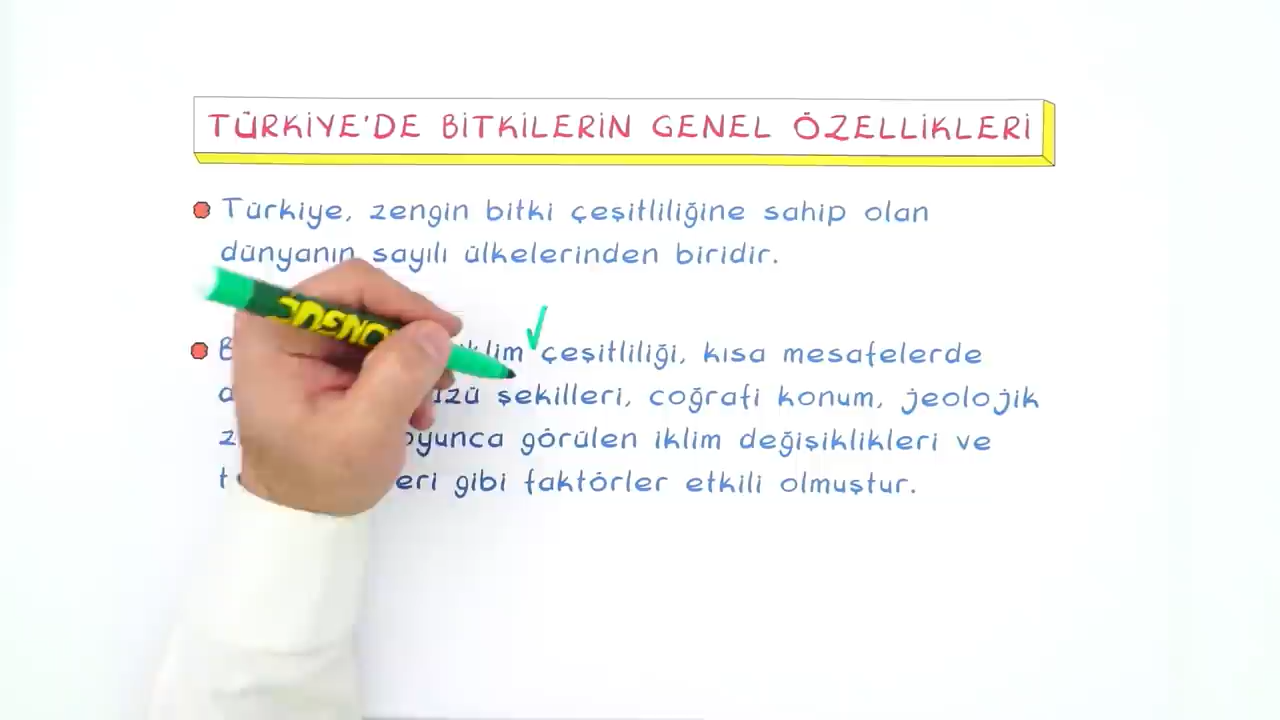 TÜRKİYE'DE BİTKİLERİN GENEL ÖZELLİKLERİ
Türkiye, zengin bitki çeşitliliğine sahip olan
dünyanın sayılı ülkelerinden biridir.
iklim çeşitliliği, kısa mesafelerde
şekilleri, coğrafi konum, jeolojik
boyunca görülen iklim değişiklikleri ve
gibi faktörler etkili olmuştur.